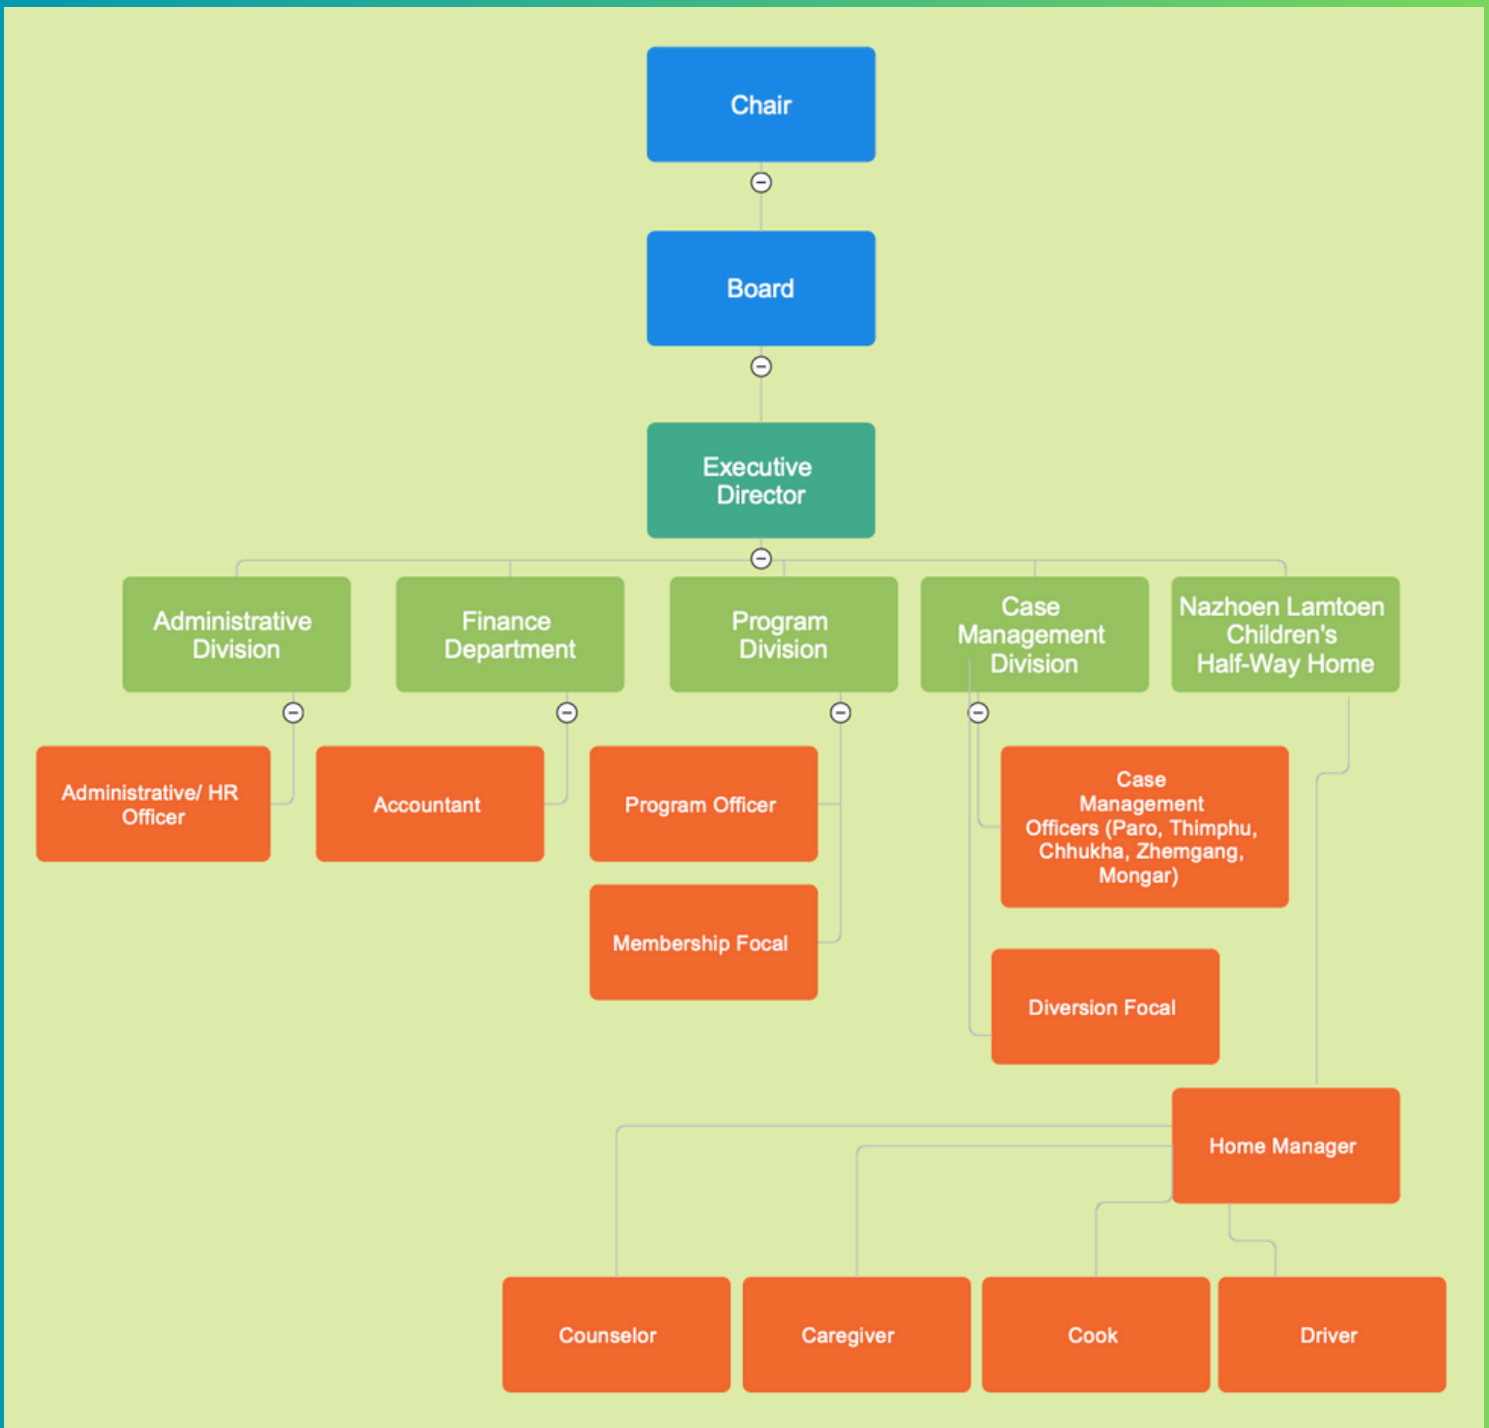 Chair
Board
Executive
Director
Administrative
Division
Finance
Department
Program
Division
Case
Management
Division
Nazhoen Lamtoen
Children's
Half-Way Home
Administrative/ HR
Officer
Accountant
Program Officer
Case
Management
Officers (Paro, Thimphu,
Chhukha, Zhemgang,
Mongar)
Membership Focal
Diversion Focal
Home Manager
Counselor
Caregiver
Cook
Driver